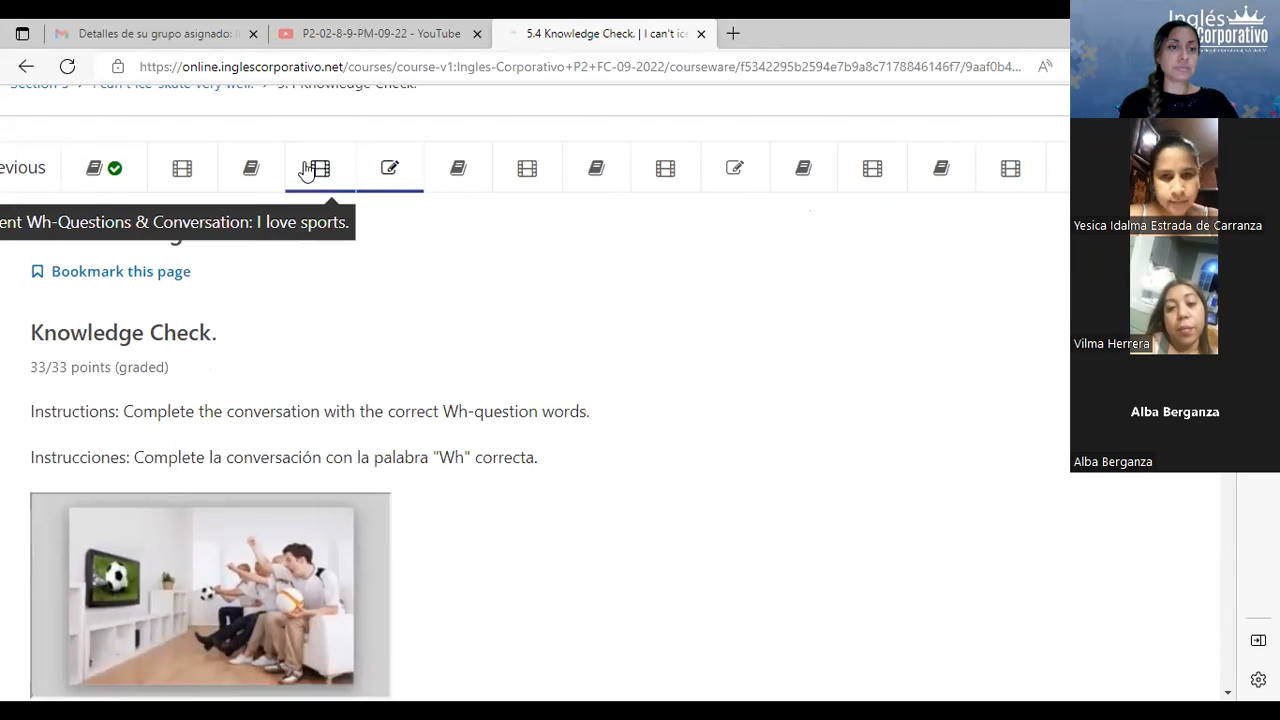 Detalles de su grupo asignado: I
P2-02-8-9-PM-09-22 - YouTube
5.4 Knowledge Check. | I can't ice
https://online.inglescorporativo.net/courses/course-v1:Ingles-Corporativo+P2+FC-09-2022/courseware/f5342295b2594e7b9a8c7178846146f7/9aaf0b4...
I can't ice-skate very well!
Knowledge Check.
evious
ent Wh-Questions & Conversation: I love sports.
Bookmark this page
Knowledge Check.
33/33 points (graded)
Instructions: Complete the conversation with the correct Wh-question words.
Instrucciones: Complete la conversación con la palabra "Wh" correcta.
Inglés
Corporativo
Yesica Idalma Estrada de Carranza
Vilma Herrera
Alba Berganza
Alba Berganza